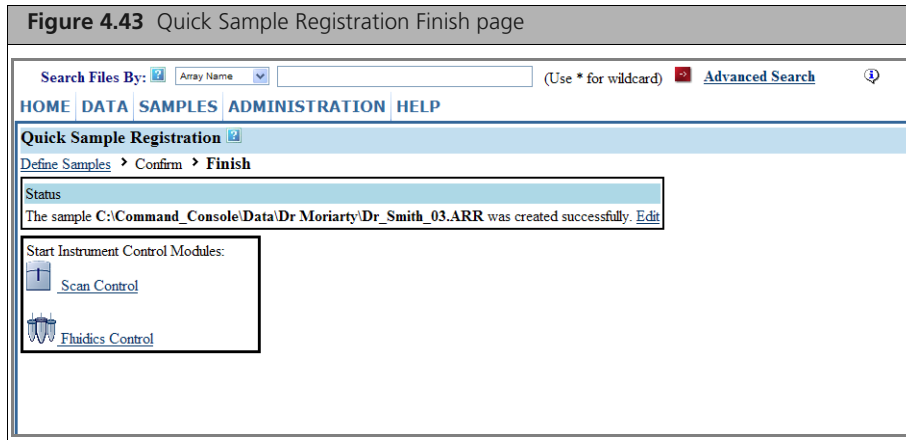 Figure 4.43 Quick Sample Registration Finish page
Search Files By: ? Array Name (Use * for wildcard) Advanced Search
HOME DATA SAMPLES ADMINISTRATION HELP
Quick Sample Registration ?
Define Samples > Confirm > Finish
Status
The sample C:\Command_Console\Data\Dr Moriarty\Dr_Smith_03.ARR was created successfully. Edit
Start Instrument Control Modules:
Scan Control
Fluidics Control